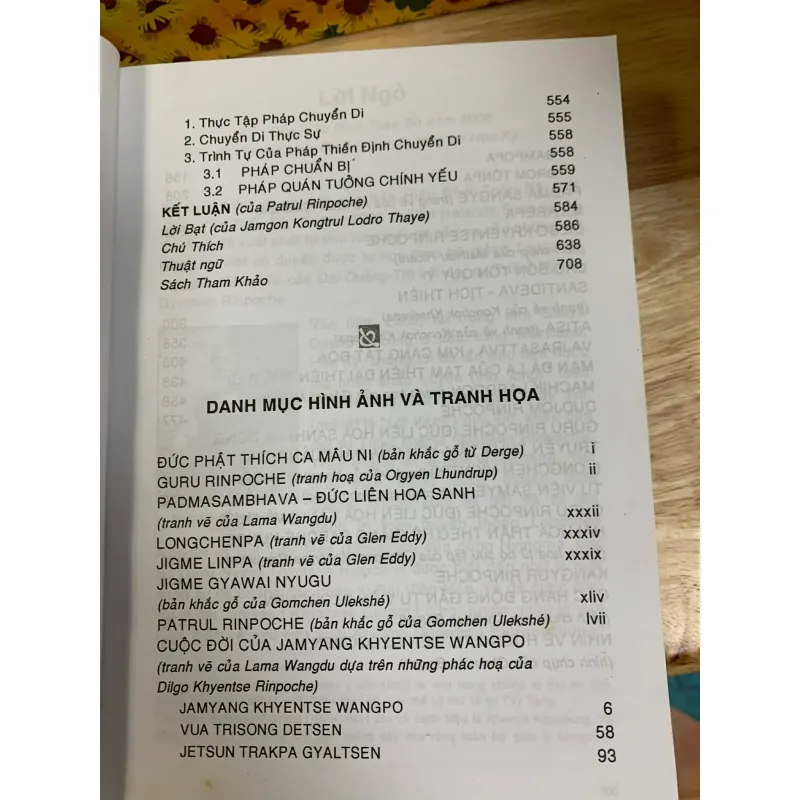 1. Thực Tập Pháp Chuyển Di 554
2. Chuyển Di Thực Sự 555
3. Trình Tự Của Pháp Thiền Định Chuyển Di 558
3.1 PHÁP CHUẨN BỊ 558
3.2 PHÁP QUÁN TƯỞNG CHÍNH YẾU 559
KẾT LUẬN (của Patrul Rinpoche) 571
Lời Bạt (của Jamgon Kongtrul Lodro Thaye) 584
Chú Thích 586
Thuật ngữ 638
Sách Tham Khảo 708
DANH MỤC HÌNH ẢNH VÀ TRANH HỌA
ĐỨC PHẬT THÍCH CA MÂU NI (bản khắc gỗ từ Derge) i
GURU RINPOCHE (tranh hoạ của Orgyen Lhundrup) ii
PADMASAMBHAVA – ĐỨC LIÊN HOA SANH
(tranh vẽ của Lama Wangdu) xxxii
LONGCHENPA (tranh vẽ của Glen Eddy) xxxiv
JIGME LINPA (tranh vẽ của Glen Eddy) xxxix
JIGME GYAWAI NYUGU
(bản khắc gỗ của Gomchen Ulekshé) xliv
PATRUL RINPOCHE (bản khắc gỗ của Gomchen Ulekshé) lvii
CUỘC ĐỜI CỦA JAMYANG KHYENTSE WANGPO
(tranh vẽ của Lama Wangdu dựa trên những phác hoạ của
Dilgo Khyentse Rinpoche)
JAMYANG KHYENTSE WANGPO 6
VUA TRISONG DETSEN 58
JETSUN TRAKPA GYALTSEN 93